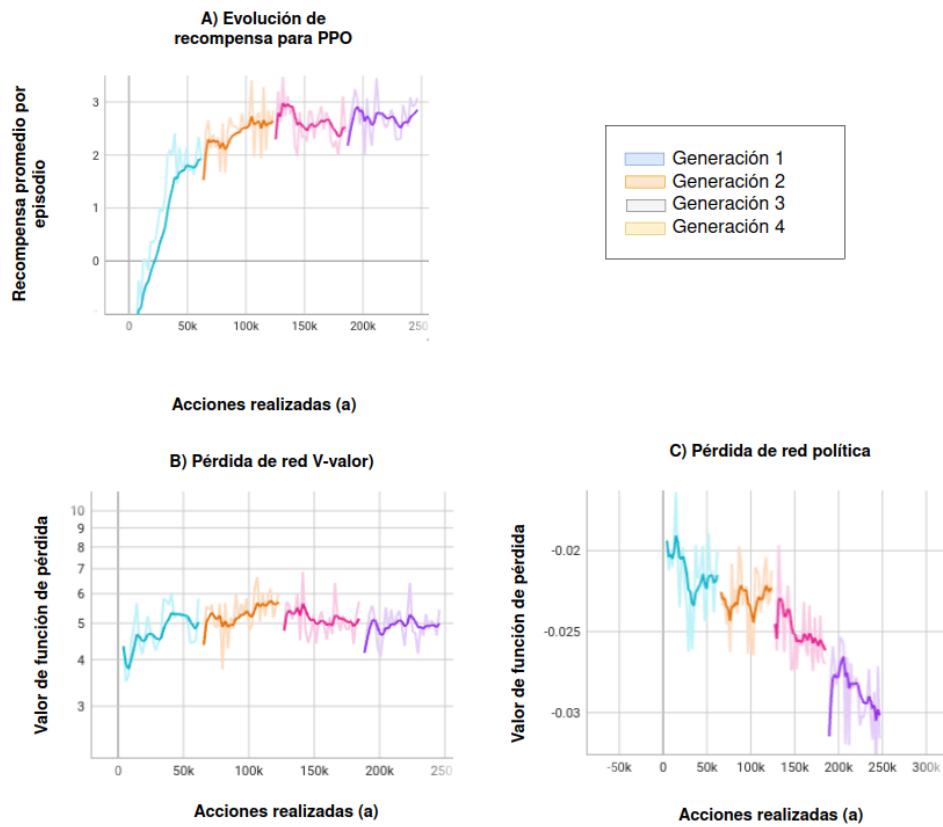 A) Evolución de
recompensa para PPO
Recompensa promedio por
episodio
3
2
1
0
0 50k 100k 150k 200k 250
Acciones realizadas (a)
Generación 1
Generación 2
Generación 3
Generación 4
B) Pérdida de red V-valor)
Valor de función de pérdida
10
9
8
7
6
5
4
3
0 50k 100k 150k 200k 250
Acciones realizadas (a)
C) Pérdida de red política
Valor de función de pérdida
-0.02
-0.025
-0.03
-50k 0 50k 100k 150k 200k 250k 300k
Acciones realizadas (a)